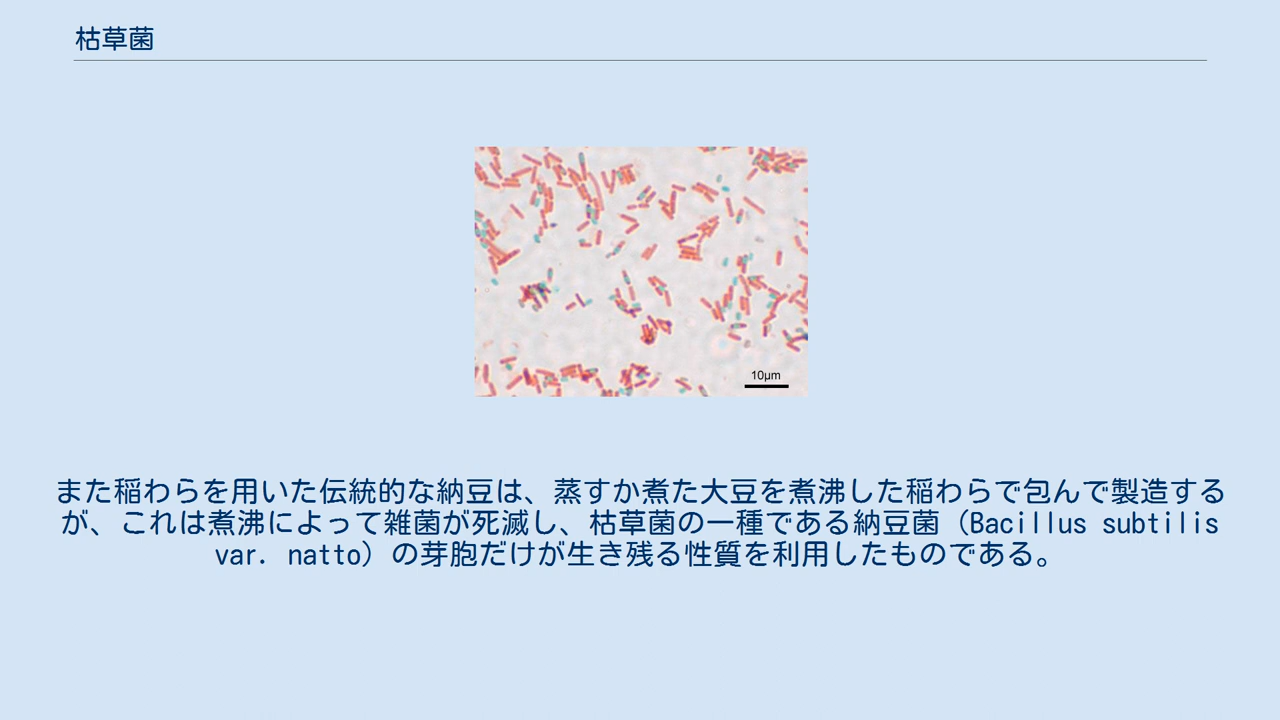 枯草菌
10μm
また稲わらを用いた伝統的な納豆は、蒸すか煮た大豆を煮沸した稲わらで包んで製造する
が、これは煮沸によって雑菌が死滅し、枯草菌の一種である納豆菌（Bacillus subtilis
var. natto）の芽胞だけが生き残る性質を利用したものである。